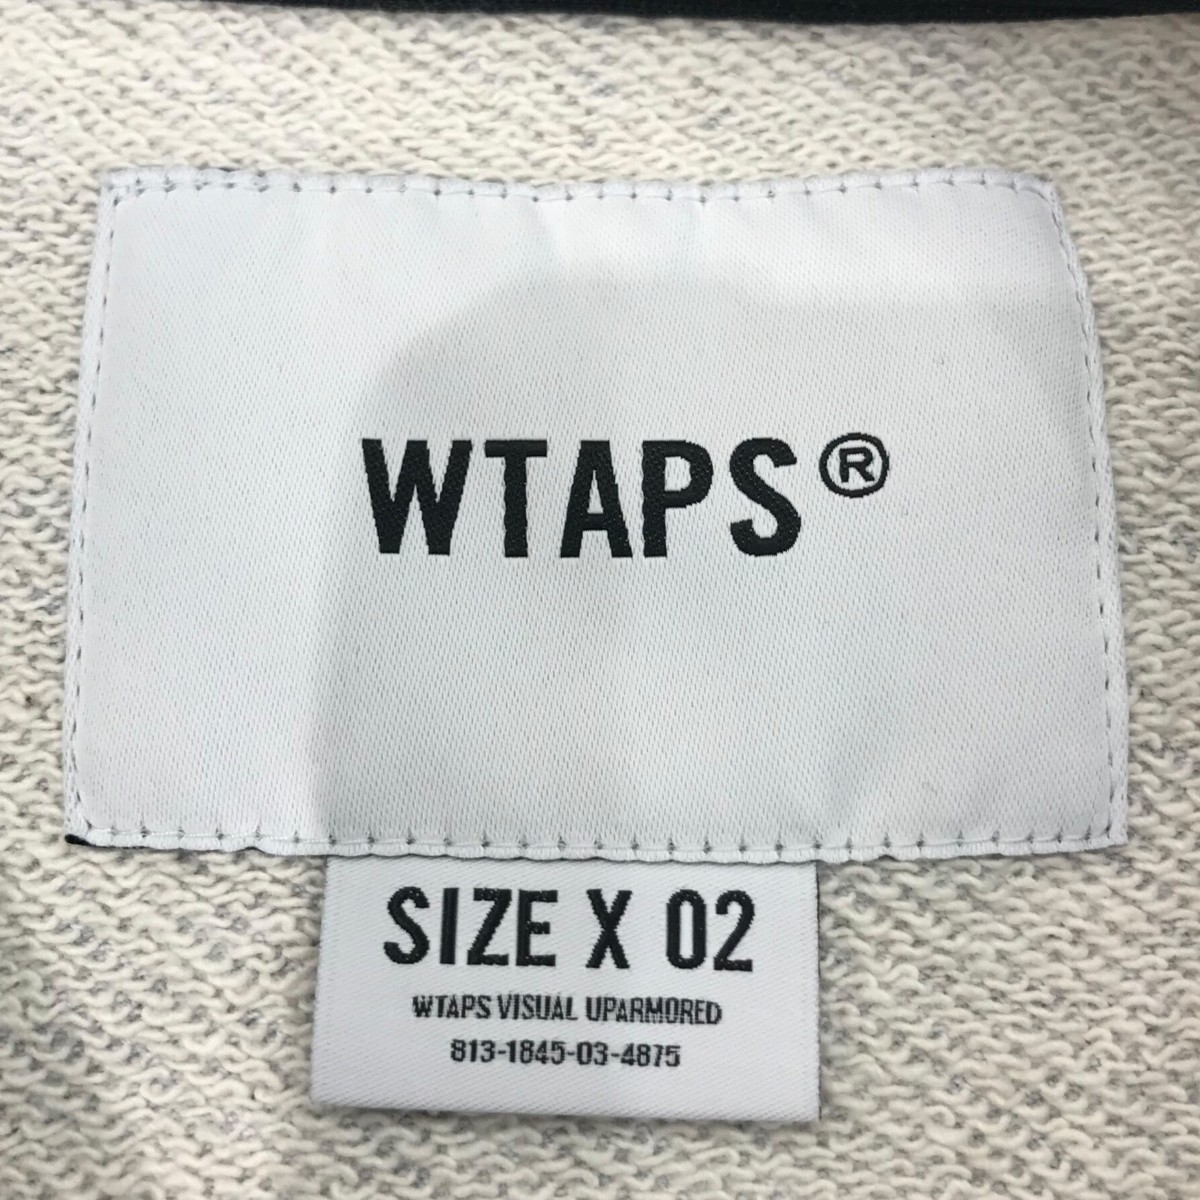 WTAPS®
SIZE X 02
WTAPS VISUAL UPARMORED
813-1845-03-4875